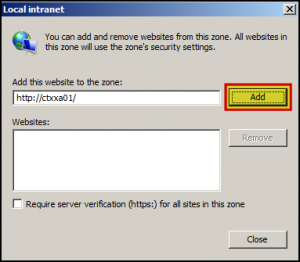 Local intranet
You can add and remove websites from this zone. All websites in
this zone will use the zone's security settings.
Add this website to the zone:
http://ctxxa01/
Add
Websites:
Remove
Require server verification (https:) for all sites in this zone
Close